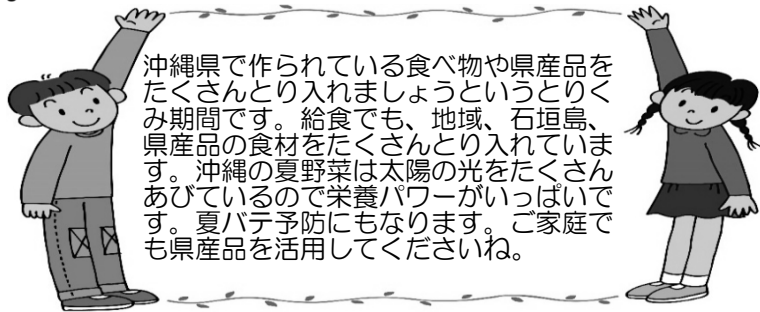 沖縄県で作られている食べ物や県産品を
たくさんとり入れましょうというとりく
み期間です。給食でも、地域、石垣島、
県産品の食材をたくさんとり入れていま
す。沖縄の夏野菜は太陽の光をたくさん
あびているので栄養パワーがいっぱいで
す。夏バテ予防にもなります。ご家庭で
も県産品を活用してくださいね。